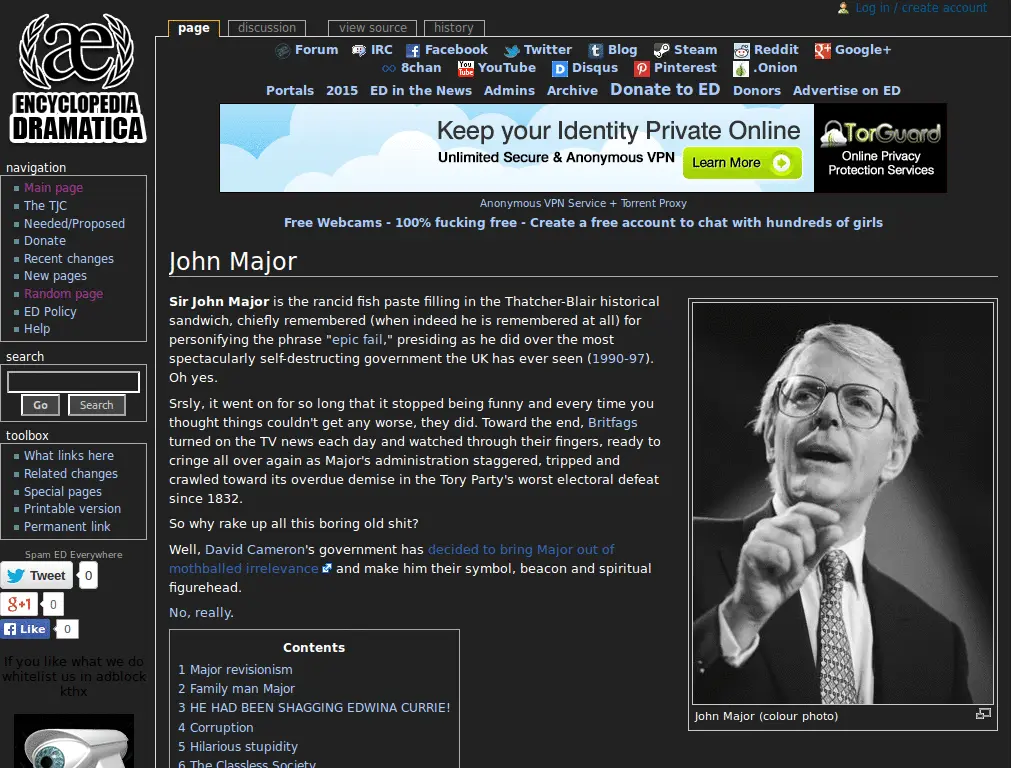 Log in / create account
page
discussion
view source
history
Forum IRC Facebook Twitter Blog Steam Reddit Google+
8chan YouTube Disqus Pinterest .Onion
Portals 2015 ED in the News Admins Archive Donate to ED Donors Advertise on ED
æ
ENCYCLOPEDIA
DRAMATICA
Keep your Identity Private Online
Unlimited Secure & Anonymous VPN
Learn More
TorGuard
Online Privacy
Protection Services
Anonymous VPN Service + Torrent Proxy
Free Webcams - 100% fucking free - Create a free account to chat with hundreds of girls
navigation
Main page
The TJC
Needed/Proposed
Donate
Recent changes
New pages
Random page
ED Policy
Help
search
Go Search
toolbox
What links here
Related changes
Special pages
Printable version
Permanent link
Spam ED Everywhere
Tweet 0
g+1 0
Like 0
If you like what we do
whitelist us in adblock
kthx
John Major
Sir John Major is the rancid fish paste filling in the Thatcher-Blair historical
sandwich, chiefly remembered (when indeed he is remembered at all) for
personifying the phrase "epic fail," presiding as he did over the most
spectacularly self-destructing government the UK has ever seen (1990-97).
Oh yes.
Srsly, it went on for so long that it stopped being funny and every time you
thought things couldn't get any worse, they did. Toward the end, Britfags
turned on the TV news each day and watched through their fingers, ready to
cringe all over again as Major's administration staggered, tripped and
crawled toward its overdue demise in the Tory Party's worst electoral defeat
since 1832.
So why rake up all this boring old shit?
Well, David Cameron's government has decided to bring Major out of
mothballed irrelevance and make him their symbol, beacon and spiritual
figurehead.
No, really.
John Major (colour photo)
Contents
1 Major revisionism
2 Family man Major
3 HE HAD BEEN SHAGGING EDWINA CURRIE!
4 Corruption
5 Hilarious stupidity
6 The Classless Society